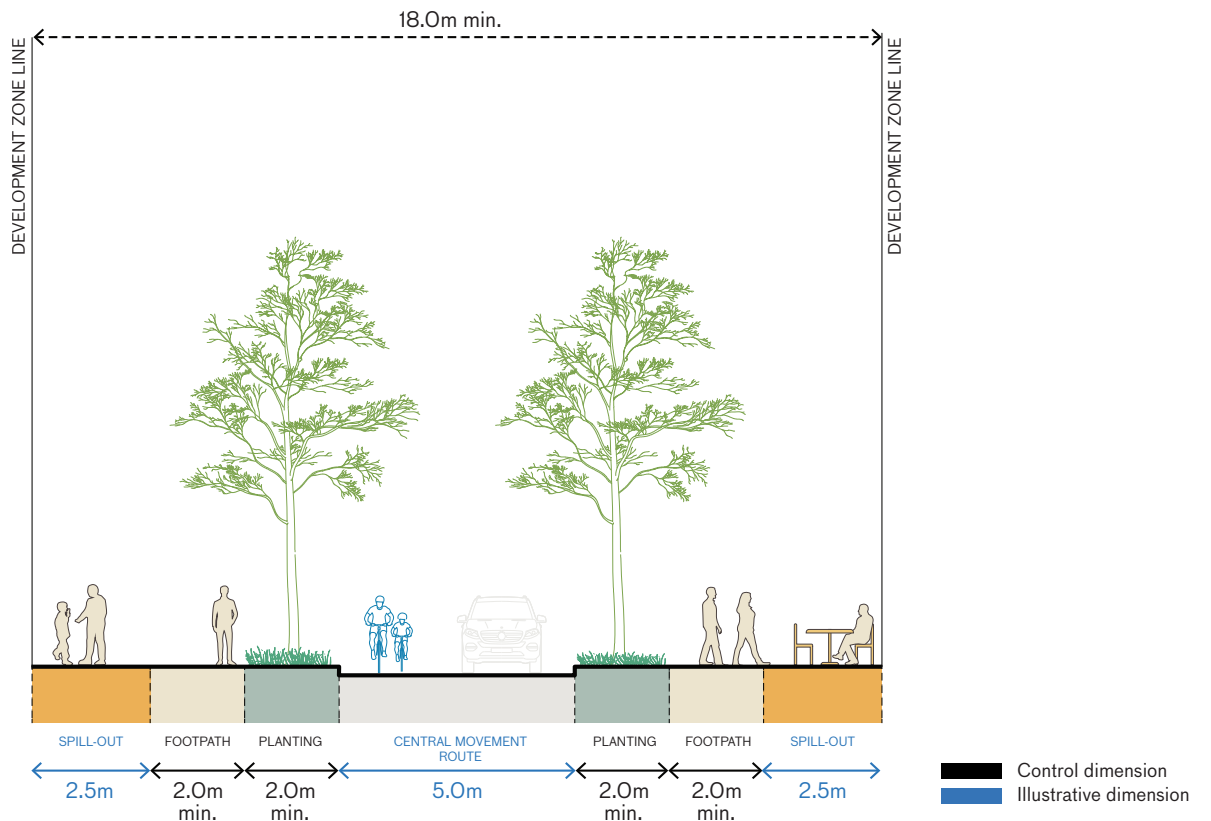 18.0m min.
DEVELOPMENT ZONE LINE
DEVELOPMENT ZONE LINE
SPILL-OUT
FOOTPATH
PLANTING
CENTRAL MOVEMENT
ROUTE
PLANTING
FOOTPATH
SPILL-OUT
2.5m
2.0m
min.
2.0m
min.
5.0m
2.0m
min.
2.0m
min.
2.5m
Control dimension
Illustrative dimension